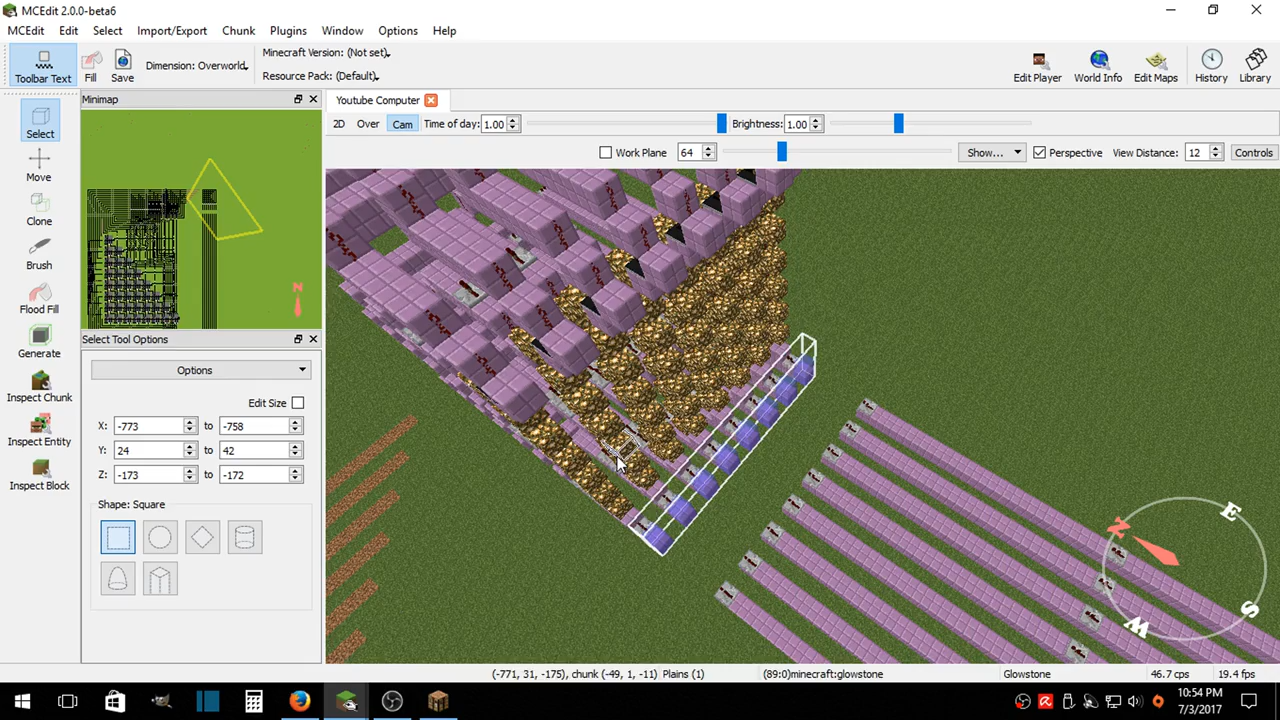 MCEdit 2.0.0-beta6
MCEdit Edit Select Import/Export Chunk Plugins Window Options Help
Toolbar Text Fill Save Dimension: Overworld
Minecraft Version: (Not set)
Resource Pack: (Default)
Edit Player World Info Edit Maps History Library
Minimap
Youtube Computer
2D Over Cam Time of day: 1.00 Brightness: 1.00
Work Plane 64 Show... Perspective View Distance: 12 Controls
Select
Move
Clone
Brush
Flood Fill
Generate
Inspect Chunk
Inspect Entity
Inspect Block
N
Select Tool Options
Options
Edit Size
X: -773 to -758
Y: 24 to 42
Z: -173 to -172
Shape: Square
N
E
S
W
(-771, 31, -175), chunk (-49, 1, -11) Plains (1) (89:0)minecraft:glowstone Glowstone 46.7 cps 19.4 fps
10:54 PM
7/3/2017